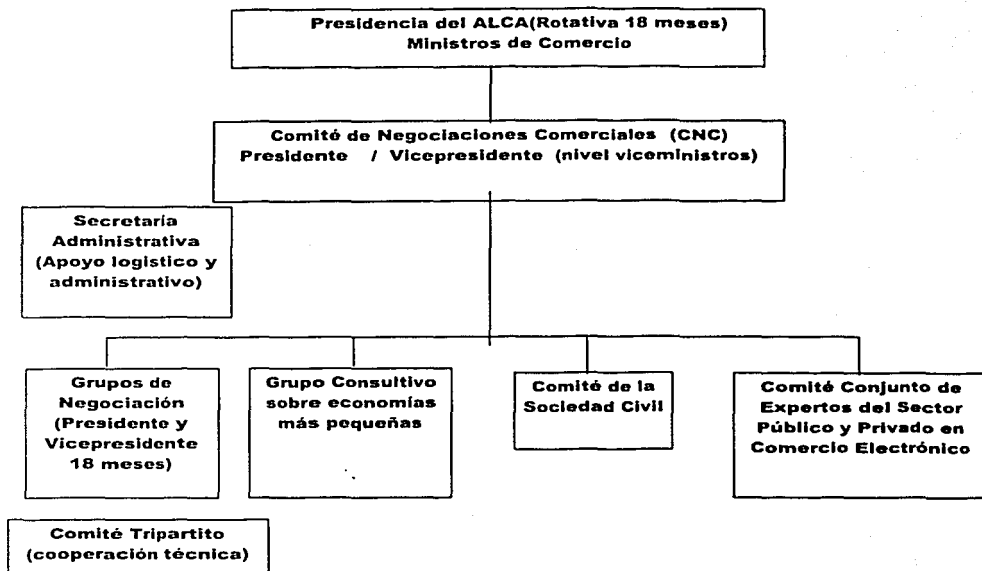 Presidencia del ALCA(Rotativa 18 meses)
Ministros de Comercio
Comité de Negociaciones Comerciales (CNC)
Presidente / Vicepresidente (nivel viceministros)
Secretaría
Administrativa
(Apoyo logístico y
administrativo)
Grupos de
Negociación
(Presidente y
Vicepresidente
18 meses)
Grupo Consultivo
sobre economías
más pequeñas
Comité de la
Sociedad Civil
Comité Conjunto de
Expertos del Sector
Público y Privado en
Comercio Electrónico
Comité Tripartito
(cooperación técnica)